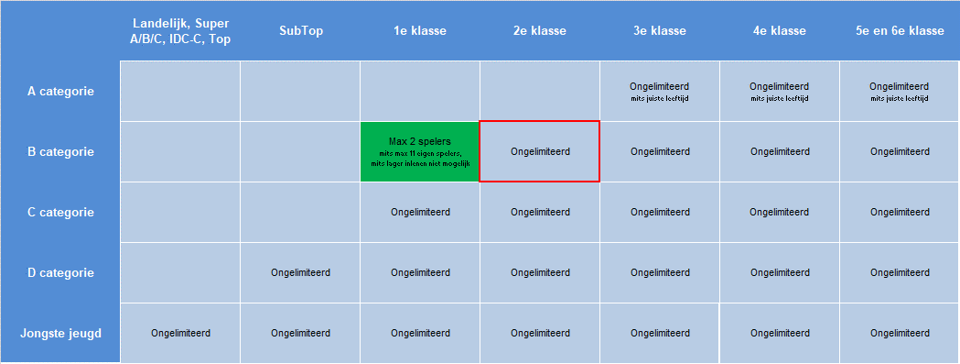 Landelijk, Super
A/B/C, IDC-C, Top
SubTop
1e klasse
2e klasse
3e klasse
4e klasse
5e en 6e klasse
A categorie
Ongelimiteerd
mits juiste leeftijd
Ongelimiteerd
mits juiste leeftijd
Ongelimiteerd
mits juiste leeftijd
B categorie
Max 2 spelers
mits max 11 eigen spelers,
mits lager inlenen niet mogelijk
Ongelimiteerd
Ongelimiteerd
Ongelimiteerd
Ongelimiteerd
C categorie
Ongelimiteerd
Ongelimiteerd
Ongelimiteerd
Ongelimiteerd
Ongelimiteerd
D categorie
Ongelimiteerd
Ongelimiteerd
Ongelimiteerd
Ongelimiteerd
Ongelimiteerd
Ongelimiteerd
Jongste jeugd
Ongelimiteerd
Ongelimiteerd
Ongelimiteerd
Ongelimiteerd
Ongelimiteerd
Ongelimiteerd
Ongelimiteerd